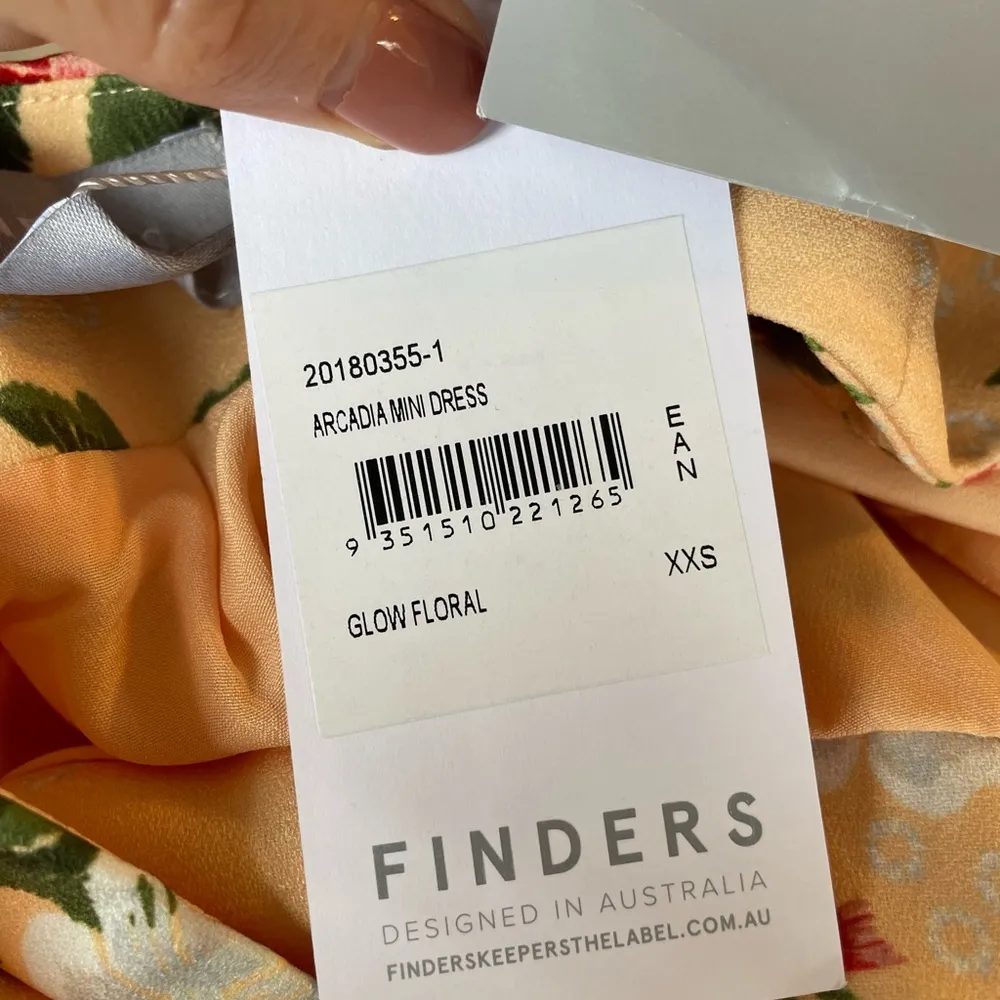 20180355-1
ARCADIA MINI DRESS
EAN
9 351510 221265
XXS
GLOW FLORAL
FINDERS
DESIGNED IN AUSTRALIA
FINDERSKEEPERSTHELABEL.COM.AU